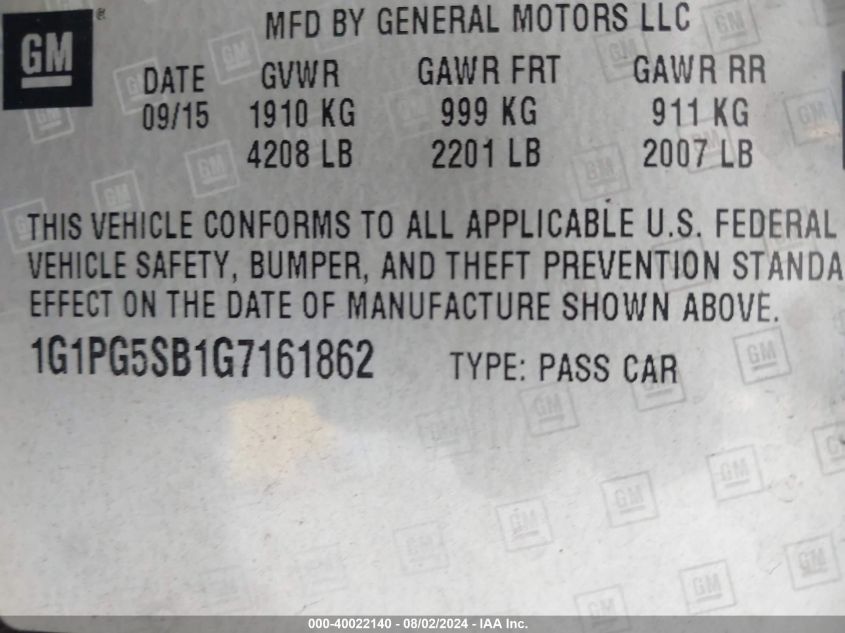 GM ®
MFD BY GENERAL MOTORS LLC
DATE GVWR GAWR FRT GAWR RR
09/15 1910 KG 999 KG 911 KG
4208 LB 2201 LB 2007 LB
THIS VEHICLE CONFORMS TO ALL APPLICABLE U.S. FEDERAL
VEHICLE SAFETY, BUMPER, AND THEFT PREVENTION STANDA
EFFECT ON THE DATE OF MANUFACTURE SHOWN ABOVE.
1G1PG5SB1G7161862 TYPE: PASS CAR
000-40022140 - 08/02/2024 - IAA Inc.